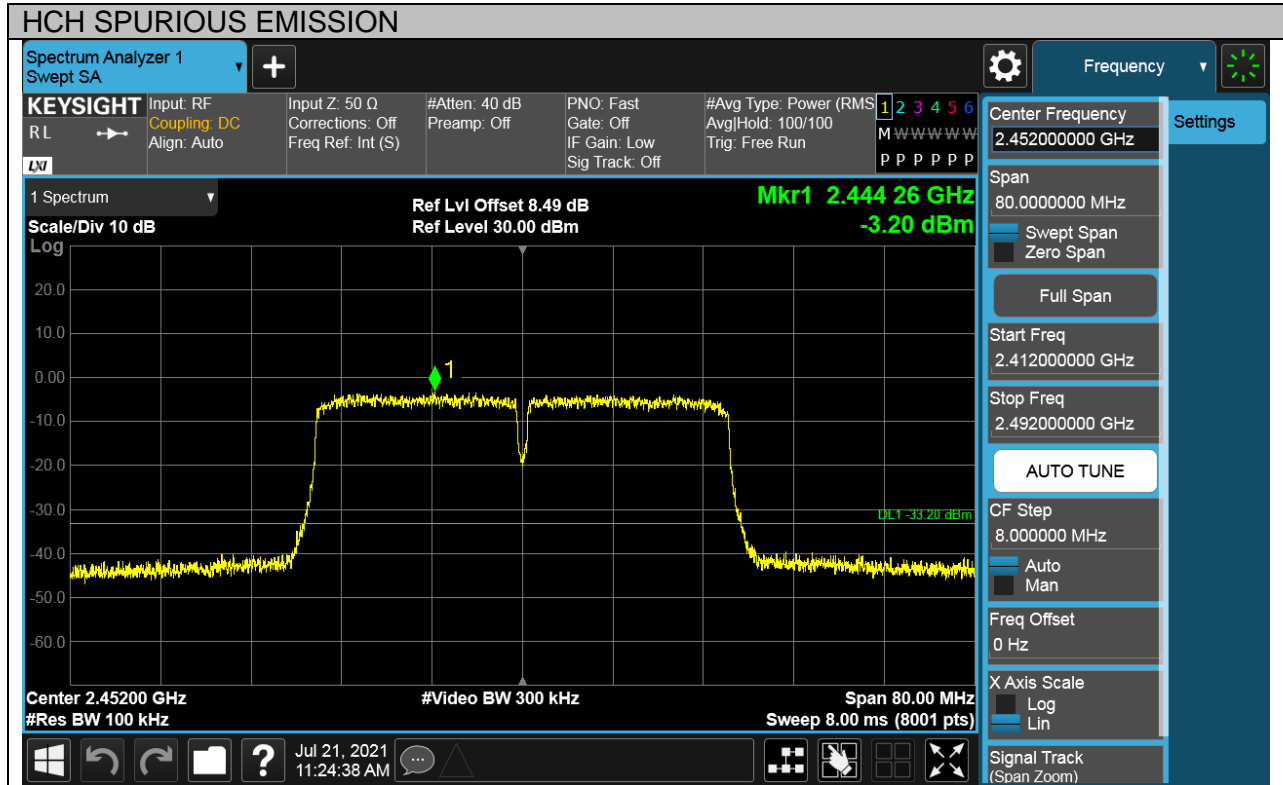 HCH SPURIOUS EMISSION
Spectrum Analyzer 1
Swept SA
Frequency
KEYSIGHT
RL
LXI
Input: RF
Coupling: DC
Align: Auto
Input Z: 50 Ω
Corrections: Off
Freq Ref: Int (S)
#Atten: 40 dB
Preamp: Off
PNO: Fast
Gate: Off
IF Gain: Low
Sig Track: Off
#Avg Type: Power (RMS
Avg|Hold: 100/100
Trig: Free Run
1 2 3 4 5 6
M W W W W W
P P P P P P
1 Spectrum
Scale/Div 10 dB
Log
Ref Lvl Offset 8.49 dB
Ref Level 30.00 dBm
Mkr1 2.444 26 GHz
-3.20 dBm
20.0
10.0
0.00
-10.0
-20.0
-30.0
-40.0
-50.0
-60.0
1
DL1 -33.20 dBm
Center 2.45200 GHz
#Res BW 100 kHz
#Video BW 300 kHz
Span 80.00 MHz
Sweep 8.00 ms (8001 pts)
Center Frequency
2.452000000 GHz
Settings
Span
80.0000000 MHz
Swept Span
Zero Span
Full Span
Start Freq
2.412000000 GHz
Stop Freq
2.492000000 GHz
AUTO TUNE
CF Step
8.000000 MHz
Auto
Man
Freq Offset
0 Hz
X Axis Scale
Log
Lin
Signal Track
(Span Zoom)
?
Jul 21, 2021
11:24:38 AM